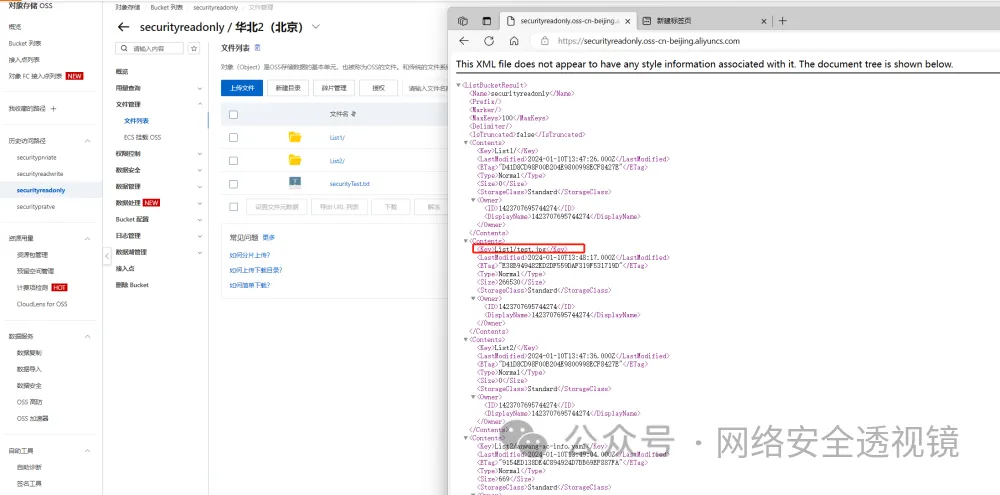 对象存储 OSS
概览
Bucket 列表
接入点列表
对象 FC 接入点列表 NEW
我收藏的路径 +
历史访问路径
securityprviate
securityreadwrite
securityreadonly
securitypratve
资源用量
资源包管理
预留空间管理
计算项检测 HOT
CloudLens for OSS
数据服务
数据复制
数据导入
数据安全
OSS 高防
OSS 加速器
自助工具
自助诊断
签名工具
对象存储 / Bucket 列表 / securityreadonly / 文件管理
securityreadonly / 华北2（北京）
请输入内容
概览
用量查询
文件管理
文件列表
ECS 挂载 OSS
权限控制
数据安全
数据管理
数据处理 NEW
Bucket 配置
日志管理
数据湖管理
接入点
删除 Bucket
文件列表
对象（Object）是OSS存储数据的基本单元，也被称为OSS的文件。和传统的文件系统
上传文件 新建目录 碎片管理 授权 请输入文件名前
文件名
List1/
List2/
securityTest.txt
设置文件元数据 导出 URL 列表 下载 解冻
常见问题 更多
如何分片上传？
如何上传下载目录？
如何简单下载？
securityreadonly.oss-cn-beijing.a
新建标签页
https://securityreadonly.oss-cn-beijing.aliyuncs.com
This XML file does not appear to have any style information associated with it. The document tree is shown below.
<ListBucketResult>
<Name>securityreadonly</Name>
<Prefix/>
<Marker/>
<MaxKeys>100</MaxKeys>
<Delimiter/>
<IsTruncated>false</IsTruncated>
<Contents>
<Key>List1/</Key>
<LastModified>2024-01-10T13:47:26.000Z</LastModified>
<ETag>"D41D8CD98F00B204E9800998ECF8427E"</ETag>
<Type>Normal</Type>
<Size>0</Size>
<StorageClass>Standard</StorageClass>
<Owner>
<ID>1423707695744274</ID>
<DisplayName>1423707695744274</DisplayName>
</Owner>
</Contents>
<Contents>
<Key>List1/test.jpg</Key>
<LastModified>2024-01-10T13:48:17.000Z</LastModified>
<ETag>"E38B949482ED2DF559DAF319F531719D"</ETag>
<Type>Normal</Type>
<Size>266530</Size>
<StorageClass>Standard</StorageClass>
<Owner>
<ID>1423707695744274</ID>
<DisplayName>1423707695744274</DisplayName>
</Owner>
</Contents>
<Contents>
<Key>List2/</Key>
<LastModified>2024-01-10T13:47:36.000Z</LastModified>
<ETag>"D41D8CD98F00B204E9800998ECF8427E"</ETag>
<Type>Normal</Type>
<Size>0</Size>
<StorageClass>Standard</StorageClass>
<Owner>
<ID>1423707695744274</ID>
<DisplayName>1423707695744274</DisplayName>
</Owner>
</Contents>
<Contents>
<LastModified>2024-01-10T13:49:04.000Z</LastModified>
<Type>Normal</Type>
<Size>669</Size>
<StorageClass>Standard</StorageClass>
<Owner>
公众号 · 网络安全透视镜